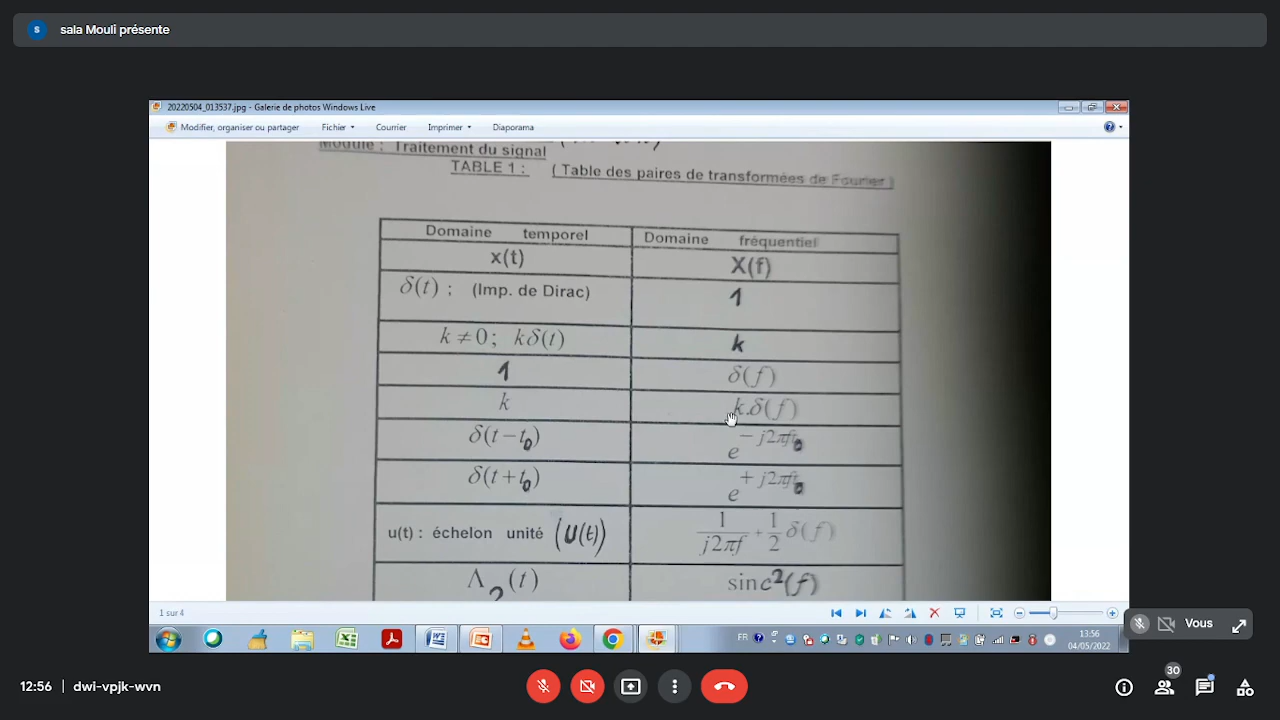 S
sala Mouli présente
20220504_013537.jpg - Galerie de photos Windows Live
Modifier, organiser ou partager Fichier Courrier Imprimer Diaporama
Module : Traitement du signal
TABLE 1 : ( Table des paires de transformées de Fourier )
Domaine temporel Domaine fréquentiel
x(t) X(f)
δ(t) ; (Imp. de Dirac) 1
k ≠ 0 ; kδ(t) k
1 δ(f)
k k.δ(f)
δ(t−t₀) e^{−j2πft₀}
δ(t+t₀) e^{+j2πft₀}
u(t) : échelon unité (U(t)) 1/(j2πf) + 1/2 δ(f)
Λ₂(t) sinc²(f)
1 sur 4
FR
13:56
04/05/2022
Vous
12:56 | dwi-vpjk-wvn
30